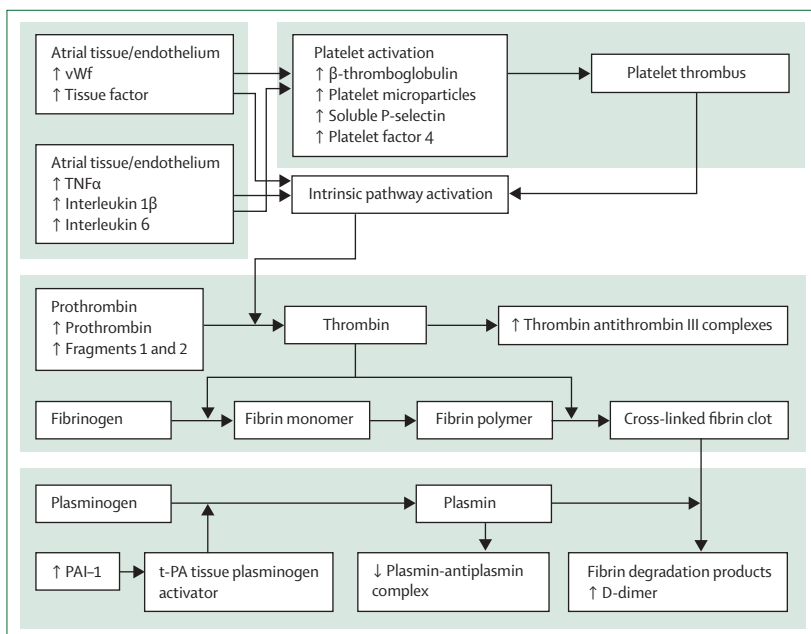 Atrial tissue/endothelium
↑ vWf
↑ Tissue factor
Platelet activation
↑ β-thromboglobulin
↑ Platelet microparticles
↑ Soluble P-selectin
↑ Platelet factor 4
Platelet thrombus
Atrial tissue/endothelium
↑ TNFα
↑ Interleukin 1β
↑ Interleukin 6
Intrinsic pathway activation
Prothrombin
↑ Prothrombin
↑ Fragments 1 and 2
Thrombin
↑ Thrombin antithrombin III complexes
Fibrinogen
Fibrin monomer
Fibrin polymer
Cross-linked fibrin clot
Plasminogen
Plasmin
↑ PAI–1
t-PA tissue plasminogen
activator
↓ Plasmin-antiplasmin
complex
Fibrin degradation products
↑ D-dimer